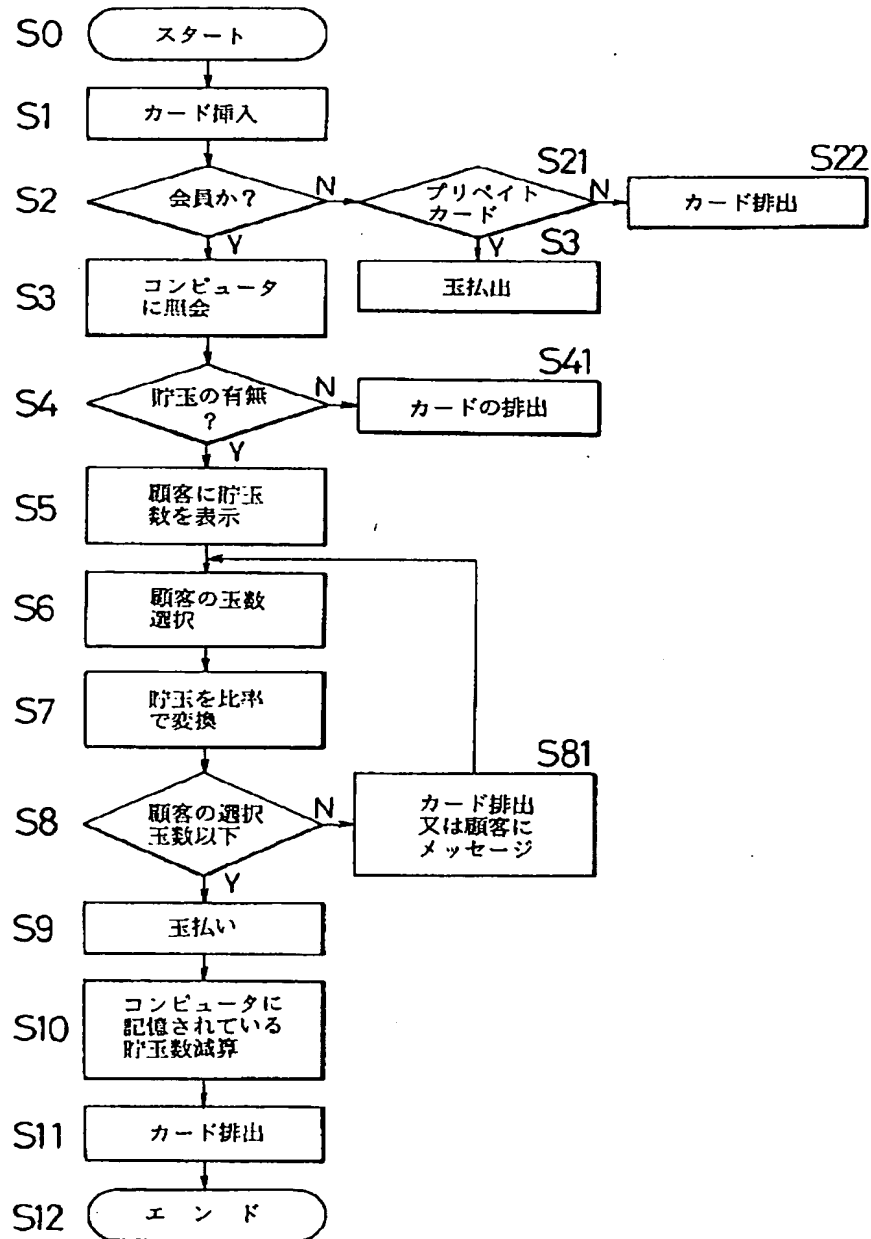 S0
スタート
S1
カード挿入
S2
会員か?
N
Y
S21
プリペイト
カード
N
Y
S22
カード排出
S3
玉払出
S3
コンピュータ
に照会
S4
貯玉の有無
?
N
Y
S41
カードの排出
S5
顧客に貯玉
数を表示
S6
顧客の玉数
選択
S7
貯玉を比率
で変換
S8
顧客の選択
玉数以下
N
Y
S81
カード排出
又は顧客に
メッセージ
S9
玉払い
S10
コンピュータに
記憶されている
貯玉数減算
S11
カード排出
S12
エンド